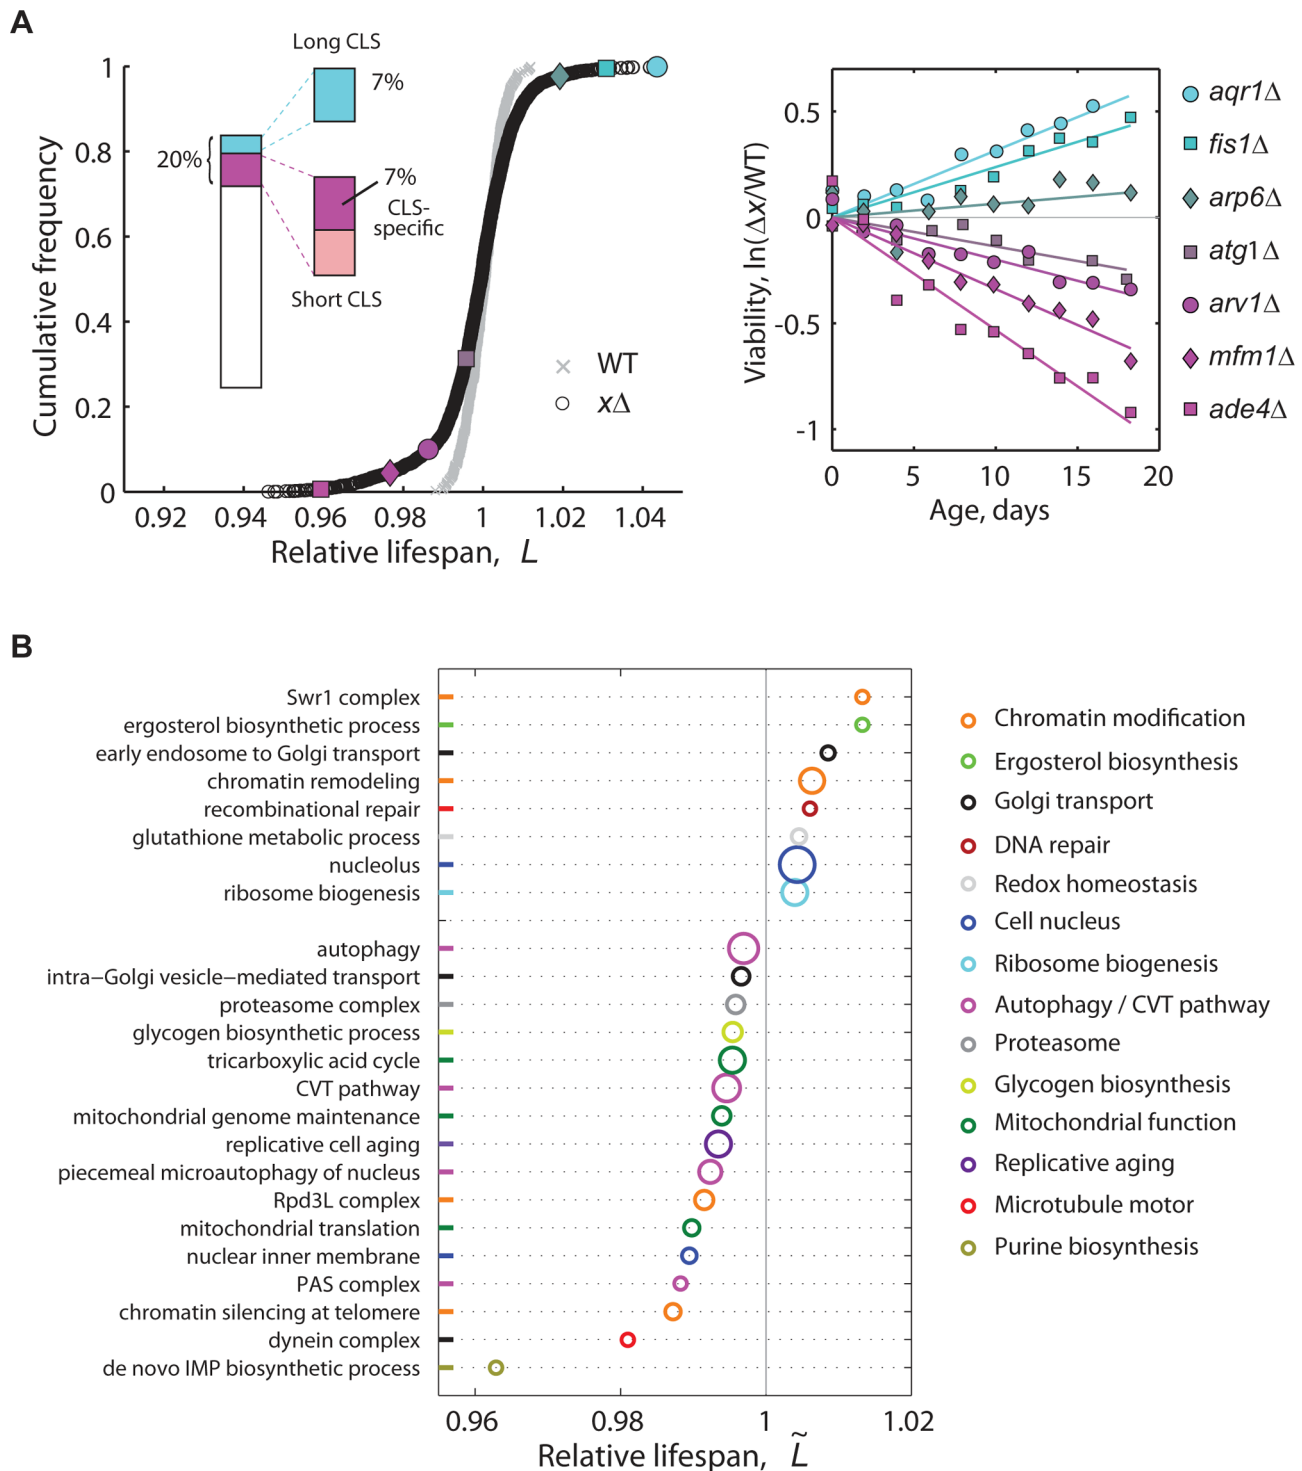 A
Long CLS
7%
20%
7%
CLS-
specific
Short CLS
1
0.8
0.6
0.4
0.2
0
Cumulative frequency
WT
xΔ
0.92
0.94
0.96
0.98
1
1.02
1.04
Relative lifespan, L
0.5
0
-0.5
-1
Viability, ln(Δx/WT)
0
5
10
15
20
Age, days
aqr1Δ
fis1Δ
arp6Δ
atg1Δ
arv1Δ
mfm1Δ
ade4Δ
B
Swr1 complex
ergosterol biosynthetic process
early endosome to Golgi transport
chromatin remodeling
recombinational repair
glutathione metabolic process
nucleolus
ribosome biogenesis
autophagy
intra−Golgi vesicle−mediated transport
proteasome complex
glycogen biosynthetic process
tricarboxylic acid cycle
CVT pathway
mitochondrial genome maintenance
replicative cell aging
piecemeal microautophagy of nucleus
Rpd3L complex
mitochondrial translation
nuclear inner membrane
PAS complex
chromatin silencing at telomere
dynein complex
de novo IMP biosynthetic process
0.96
0.98
1
1.02
Relative lifespan, L̃
Chromatin modification
Ergosterol biosynthesis
Golgi transport
DNA repair
Redox homeostasis
Cell nucleus
Ribosome biogenesis
Autophagy / CVT pathway
Proteasome
Glycogen biosynthesis
Mitochondrial function
Replicative aging
Microtubule motor
Purine biosynthesis